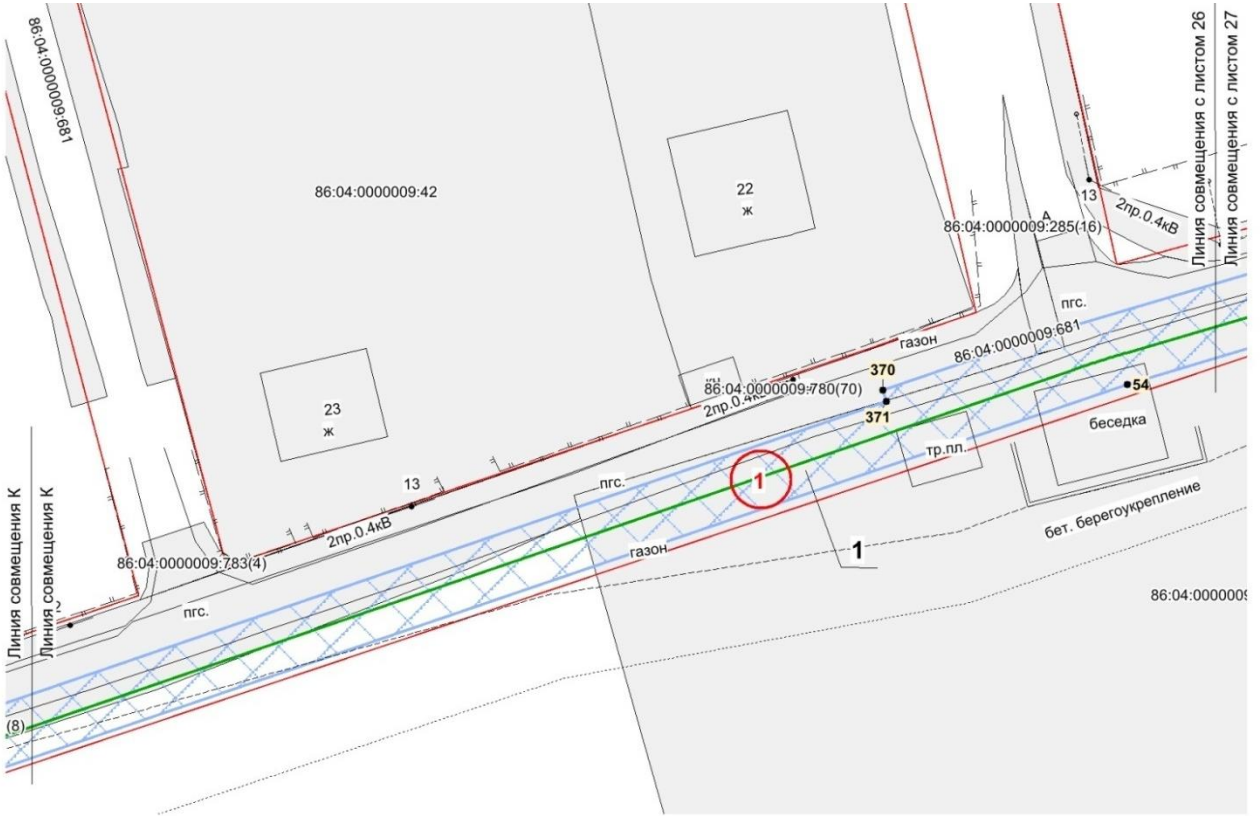 86:04:0000009:681
Линия совмещения с листом 26
Линия совмещения с листом 27
86:04:0000009:42
22
ж
13
2пр.0.4кВ
86:04:0000009:285(16)
пгс.
газон
86:04:0000009:681
370
86:04:0000009:780(70)
371
54
23
ж
беседка
тр.пл.
13
пгс.
1
2пр.0.4кВ
газон
1
бет. берегоукрепление
86:04:0000009:783(4)
Линия совмещения К
Линия совмещения К
пгс.
86:04:0000009
(8)